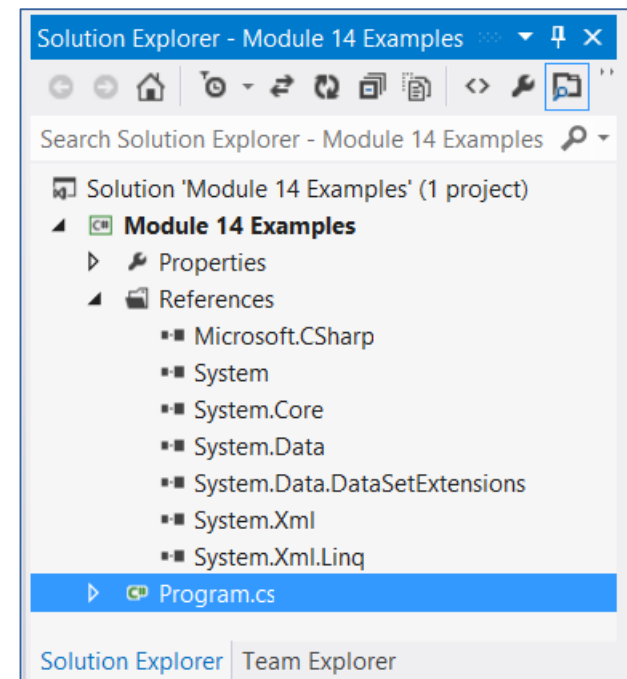 Solution Explorer - Module 14 Examples
Search Solution Explorer - Module 14 Examples
Solution 'Module 14 Examples' (1 project)
C# Module 14 Examples
Properties
References
Microsoft.CSharp
System
System.Core
System.Data
System.Data.DataSetExtensions
System.Xml
System.Xml.Linq
C# Program.cs
Solution Explorer Team Explorer